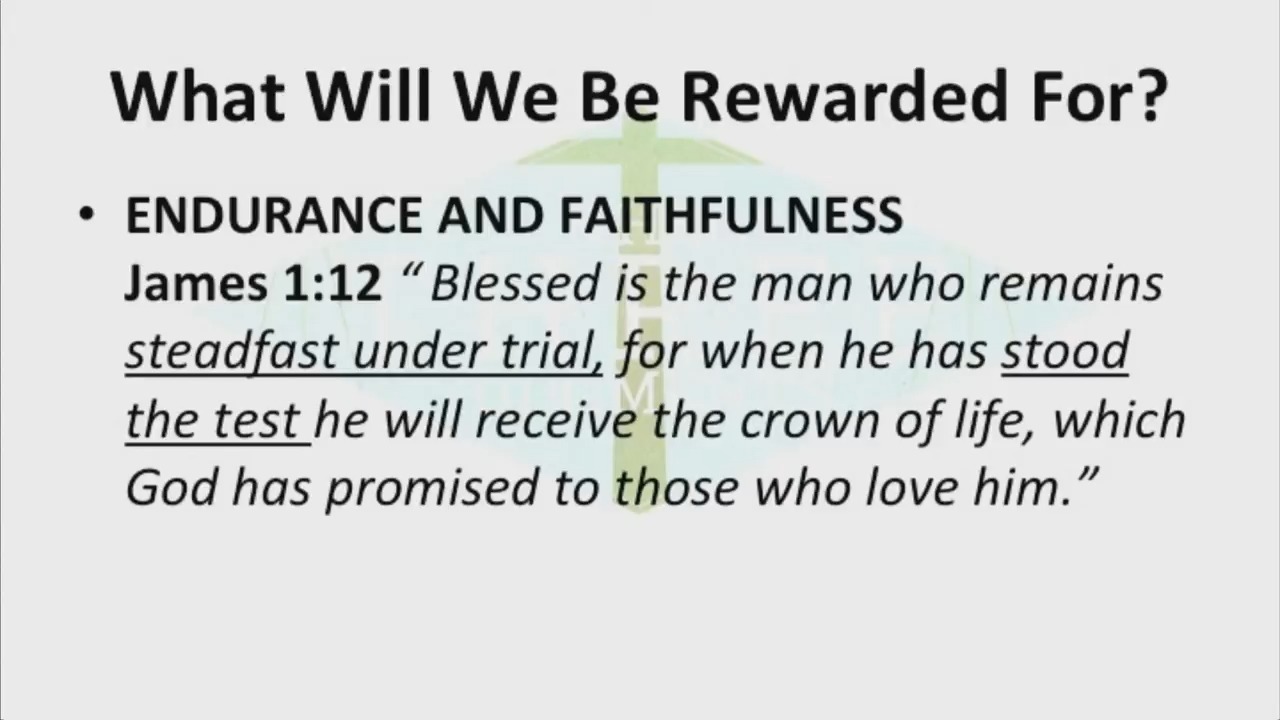 What Will We Be Rewarded For?
• ENDURANCE AND FAITHFULNESS
James 1:12 “Blessed is the man who remains
steadfast under trial, for when he has stood
the test he will receive the crown of life, which
God has promised to those who love him.”